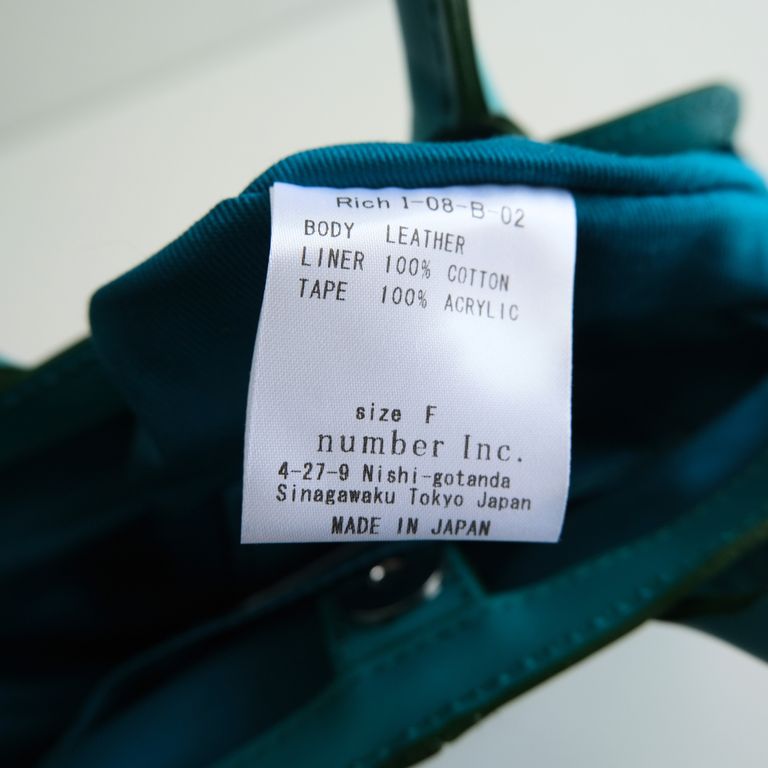 Rich I-08-B-02
BODY LEATHER
LINER 100% COTTON
TAPE 100% ACRYLIC
size F
number Inc.
4-27-9 Nishi-gotanda
Sinagawaku Tokyo Japan
MADE IN JAPAN